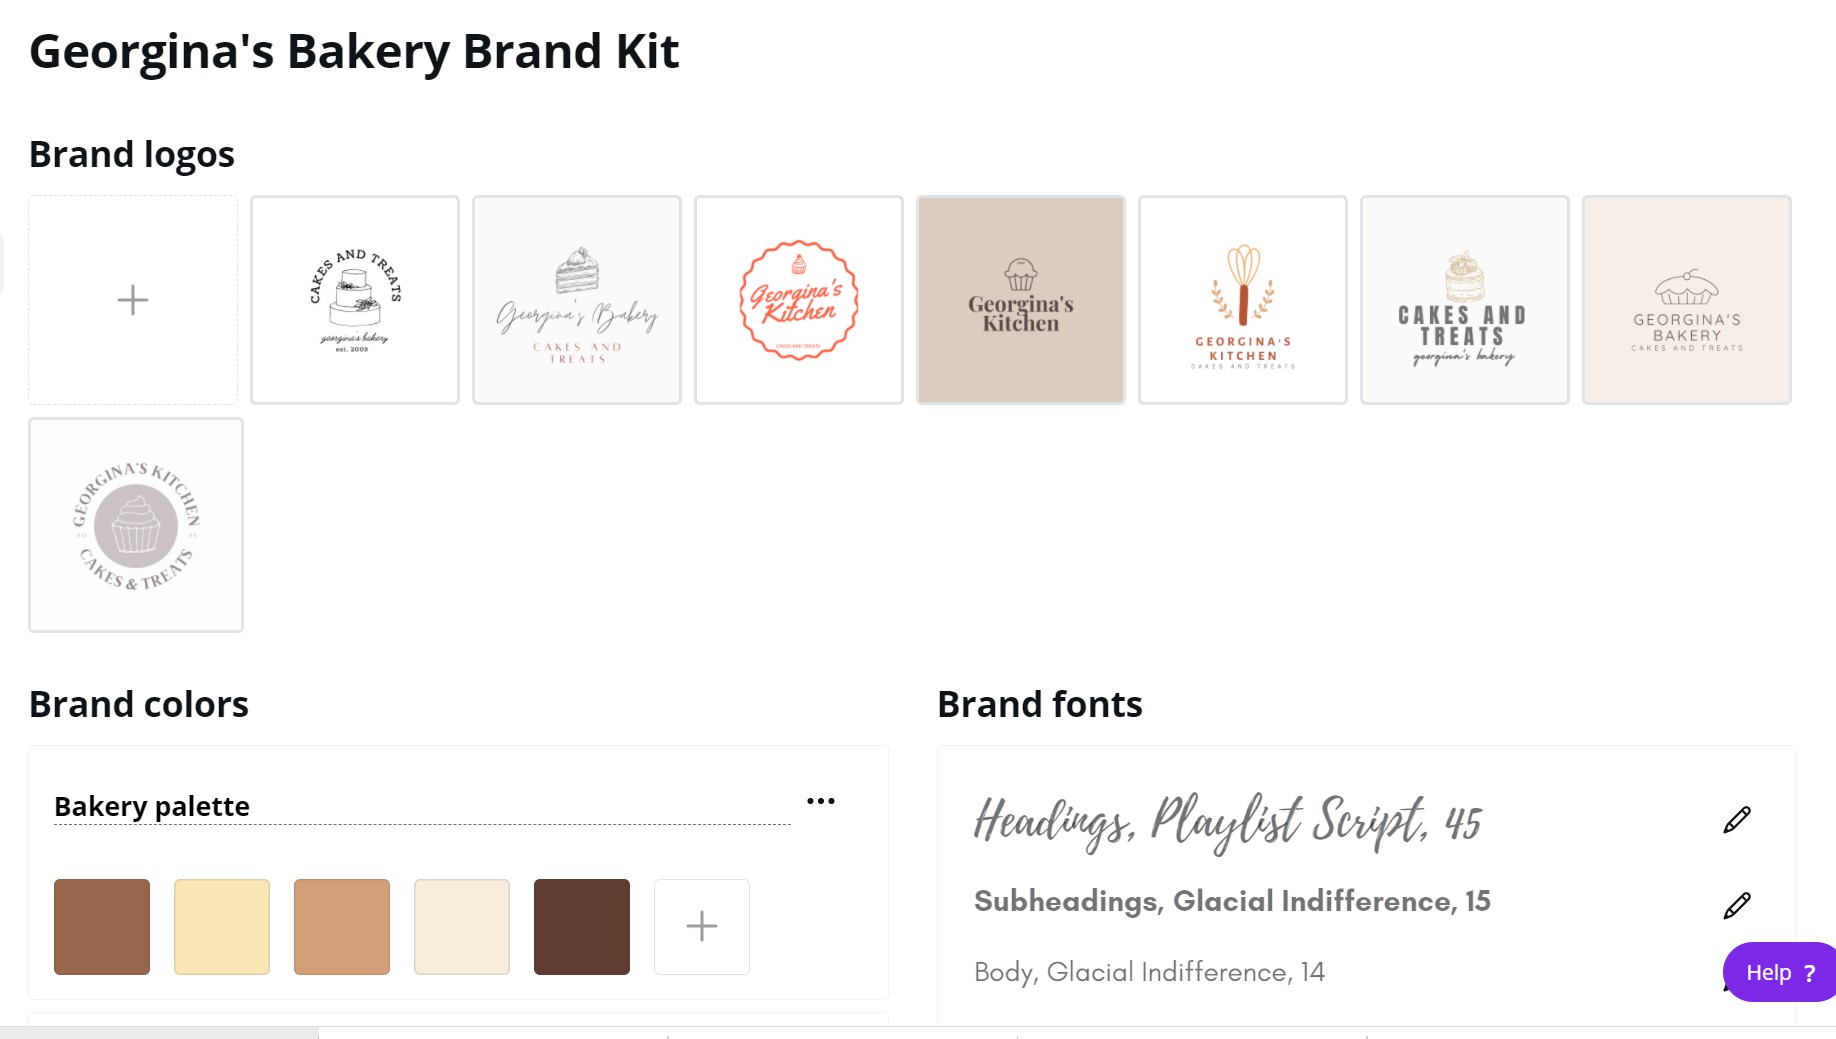 Georgina's Bakery Brand Kit
Brand logos
CAKES AND TREATS
georgina's bakery
est. 2009
Georgina's Bakery
CAKES AND
TREATS
Georgina's
Kitchen
CAKES AND TREATS
Georgina's
Kitchen
GEORGINA'S
KITCHEN
CAKES AND TREATS
CAKES AND
TREATS
georgina's bakery
GEORGINA'S
BAKERY
CAKES AND TREATS
GEORGINA'S KITCHEN
CAKES & TREATS
Brand colors
Brand fonts
Bakery palette
Headings, Playlist Script, 45
Subheadings, Glacial Indifference, 15
Body, Glacial Indifference, 14
Help ?